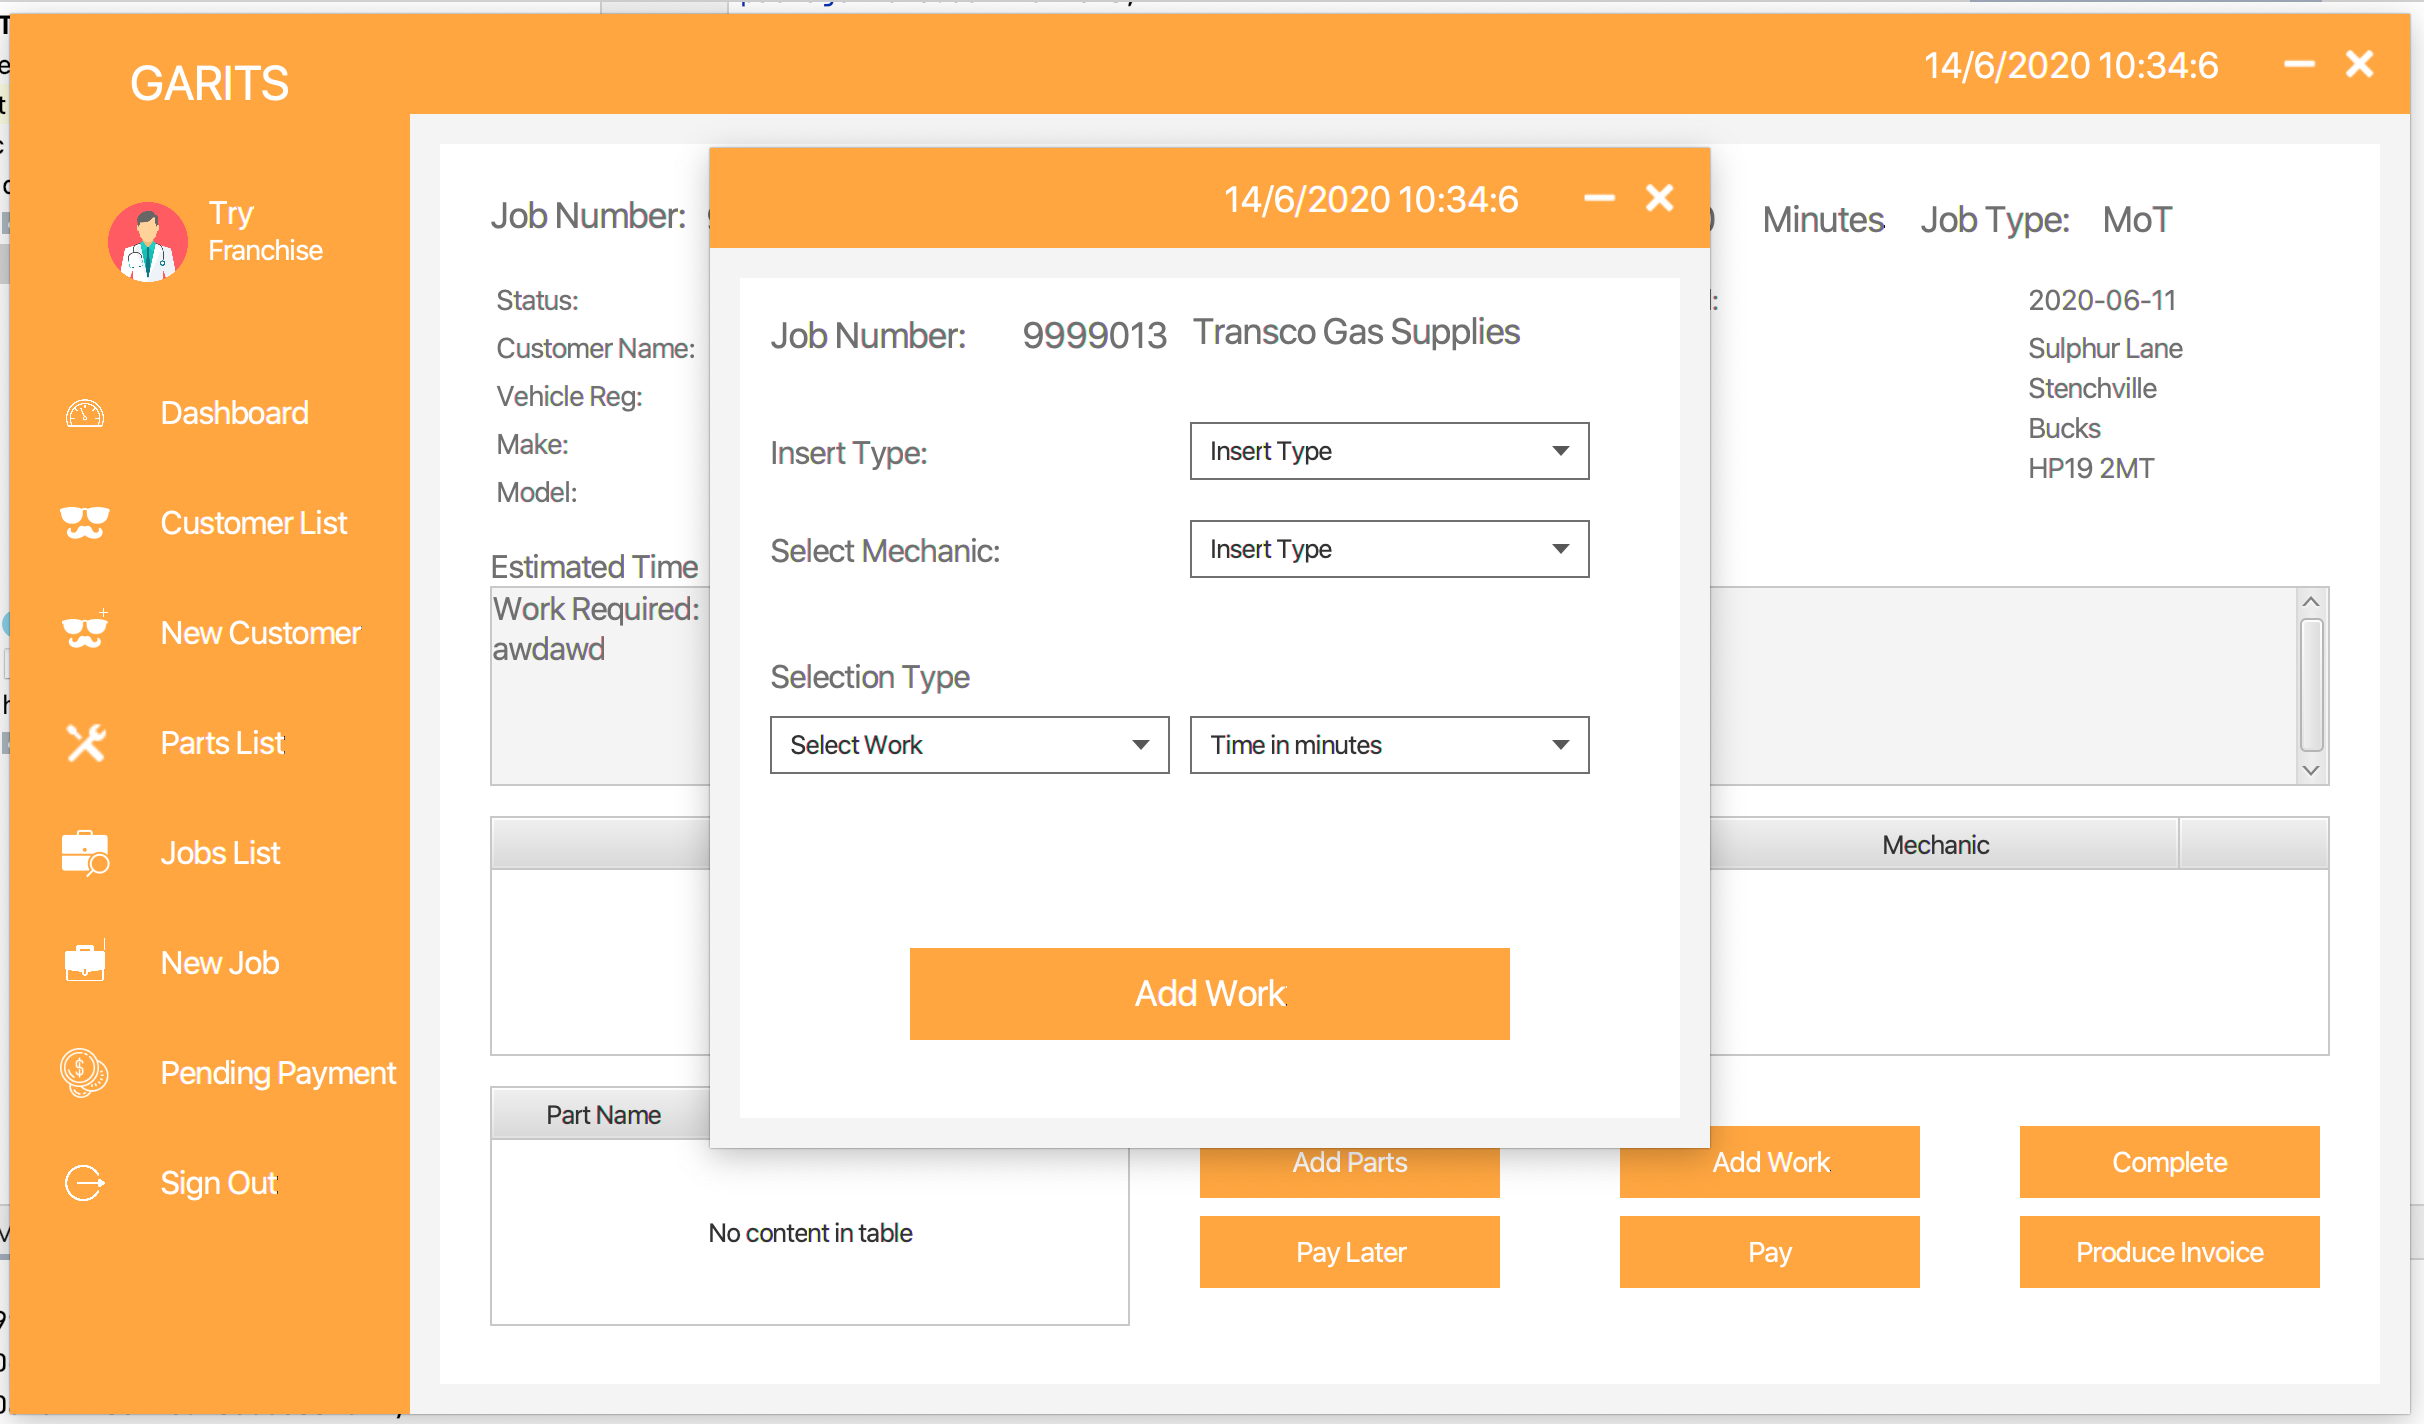 GARITS
14/6/2020 10:34:6
Try
Franchise
Dashboard
Customer List
New Customer
Parts List
Jobs List
New Job
Pending Payment
Sign Out
Job Number:
Minutes Job Type: MoT
Status:
Customer Name:
Vehicle Reg:
Make:
Model:
2020-06-11
Sulphur Lane
Stenchville
Bucks
HP19 2MT
Estimated Time
Work Required:
awdawd
Mechanic
Part Name
No content in table
14/6/2020 10:34:6
Job Number: 9999013 Transco Gas Supplies
Insert Type: Insert Type
Select Mechanic: Insert Type
Selection Type
Select Work Time in minutes
Add Work
Add Parts Add Work Complete
Pay Later Pay Produce Invoice